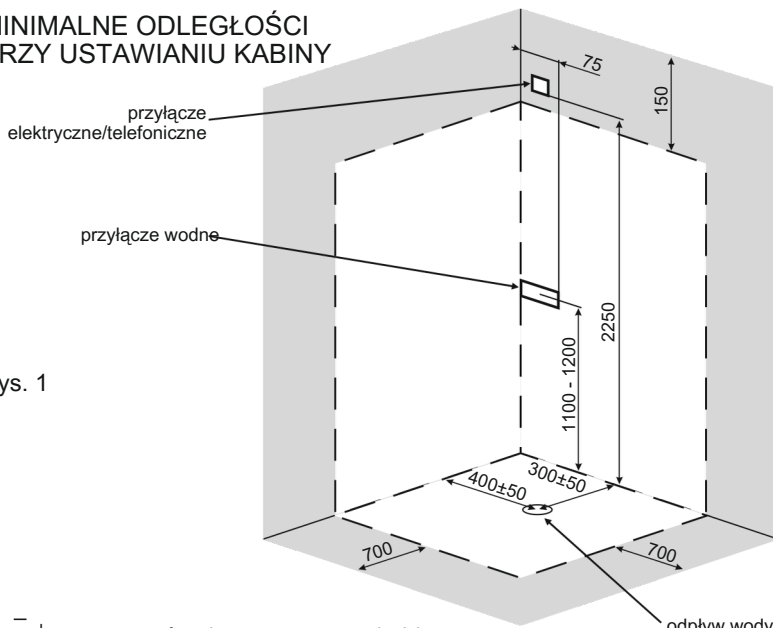 MINIMALNE ODLEGŁOŚCI
RZY USTAWIANIU KABINY
przyłącze
elektryczne/telefoniczne
75
150
przyłącze wodne
2250
1100 - 1200
ys. 1
400±50
300±50
700
700
odpływ wody